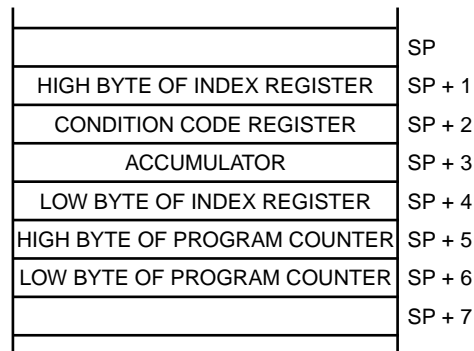 SP
HIGH BYTE OF INDEX REGISTER SP + 1
CONDITION CODE REGISTER SP + 2
ACCUMULATOR SP + 3
LOW BYTE OF INDEX REGISTER SP + 4
HIGH BYTE OF PROGRAM COUNTER SP + 5
LOW BYTE OF PROGRAM COUNTER SP + 6
SP + 7